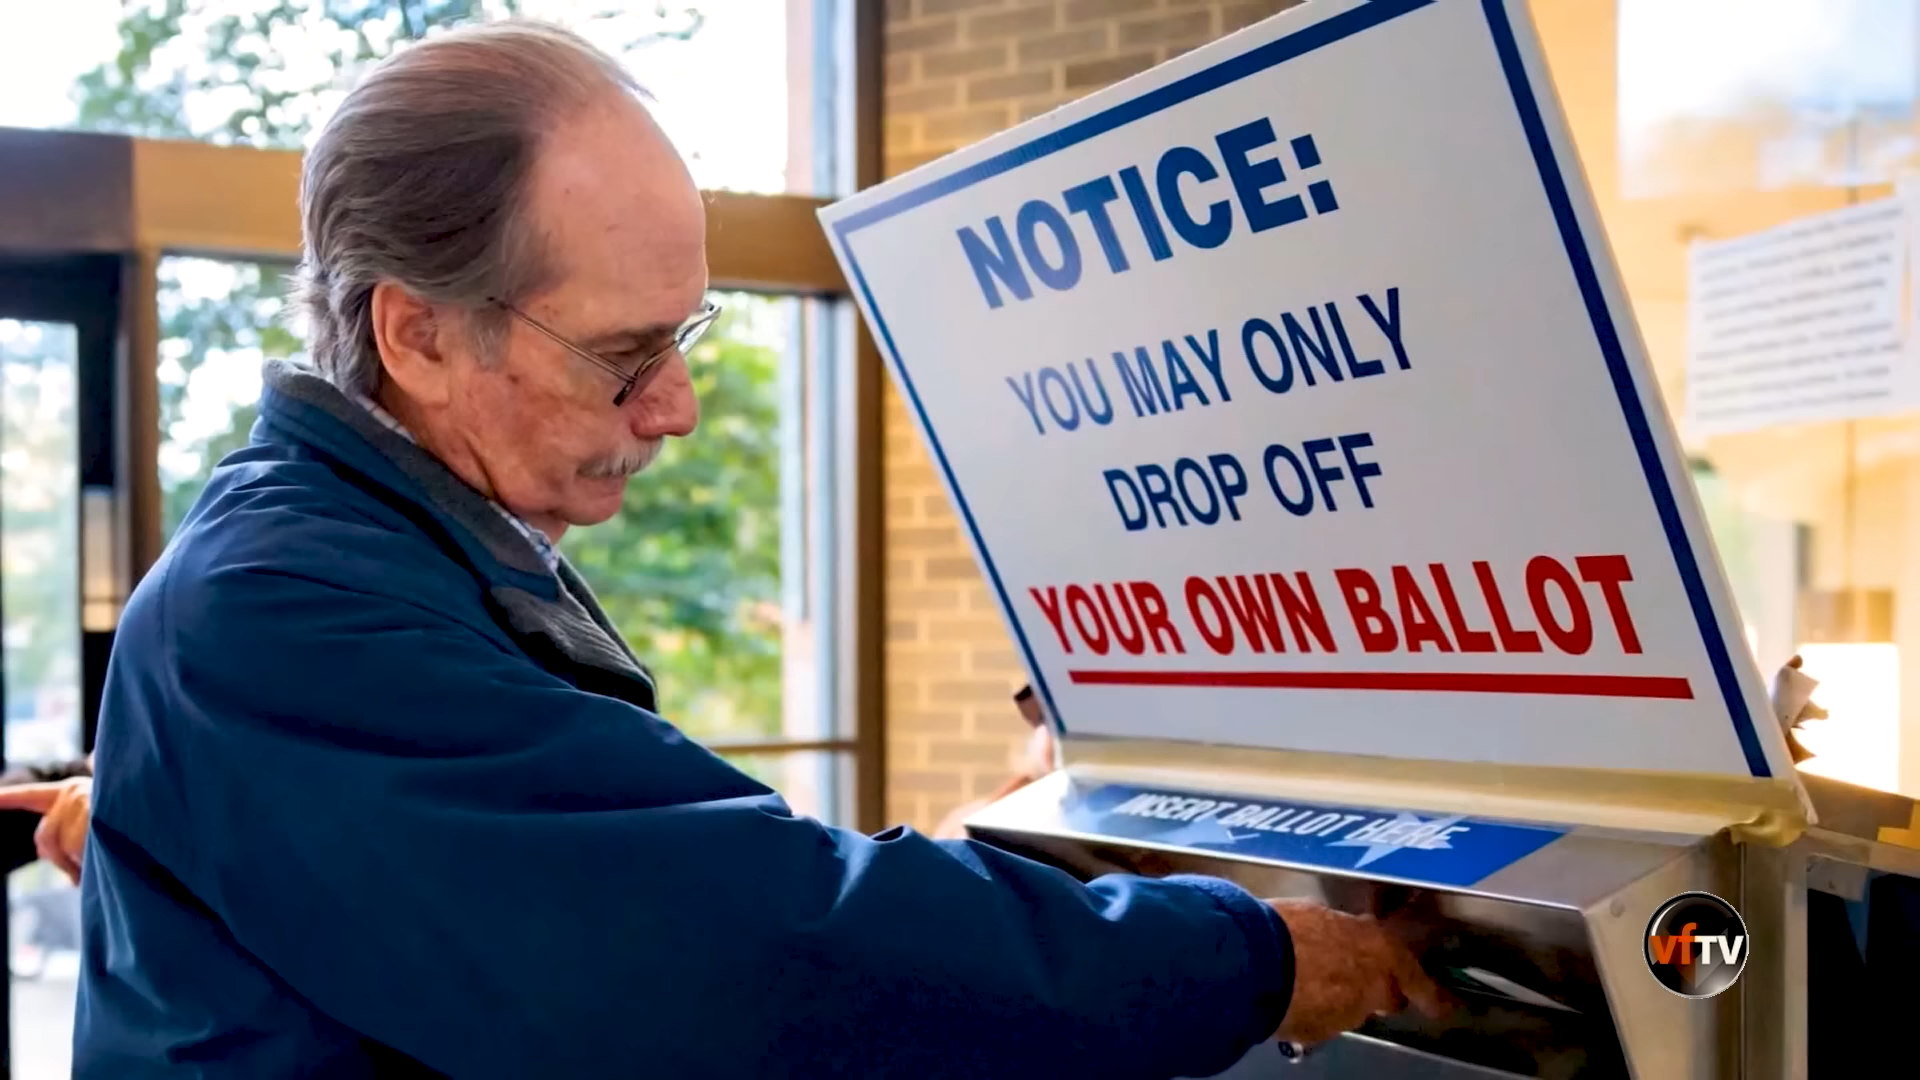 NOTICE:
YOU MAY ONLY
DROP OFF
YOUR OWN BALLOT
INSERT BALLOT HERE
vfTV